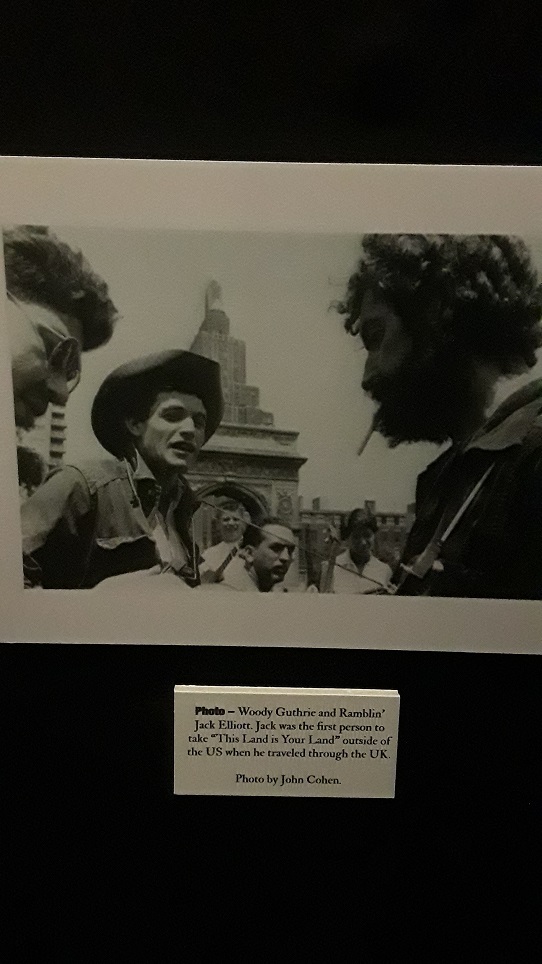 Photo – Woody Guthrie and Ramblin'
Jack Elliott. Jack was the first person to
take "This Land is Your Land" outside of
the US when he traveled through the UK.
Photo by John Cohen.